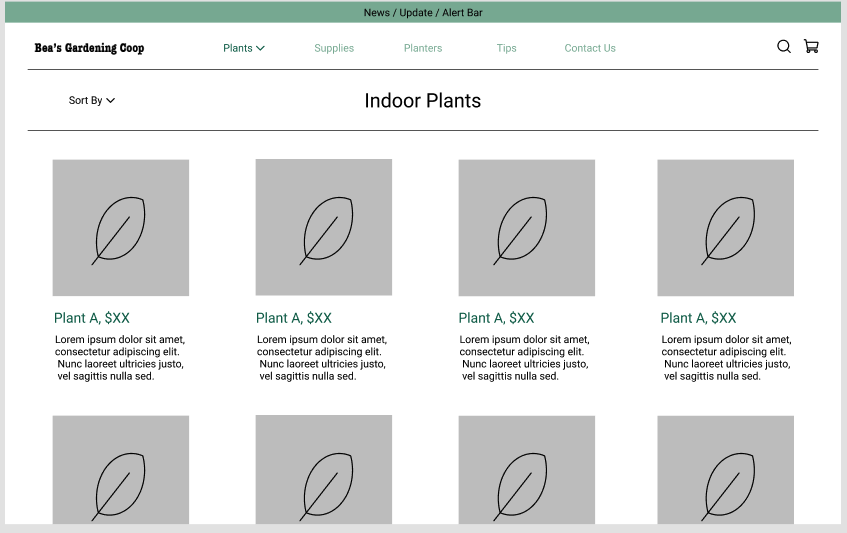 News / Update / Alert Bar
Bea's Gardening Coop
Plants
Supplies
Planters
Tips
Contact Us
Sort By
Indoor Plants
Plant A, $XX
Lorem ipsum dolor sit amet,
consectetur adipiscing elit.
Nunc laoreet ultricies justo,
vel sagittis nulla sed.
Plant A, $XX
Lorem ipsum dolor sit amet,
consectetur adipiscing elit.
Nunc laoreet ultricies justo,
vel sagittis nulla sed.
Plant A, $XX
Lorem ipsum dolor sit amet,
consectetur adipiscing elit.
Nunc laoreet ultricies justo,
vel sagittis nulla sed.
Plant A, $XX
Lorem ipsum dolor sit amet,
consectetur adipiscing elit.
Nunc laoreet ultricies justo,
vel sagittis nulla sed.